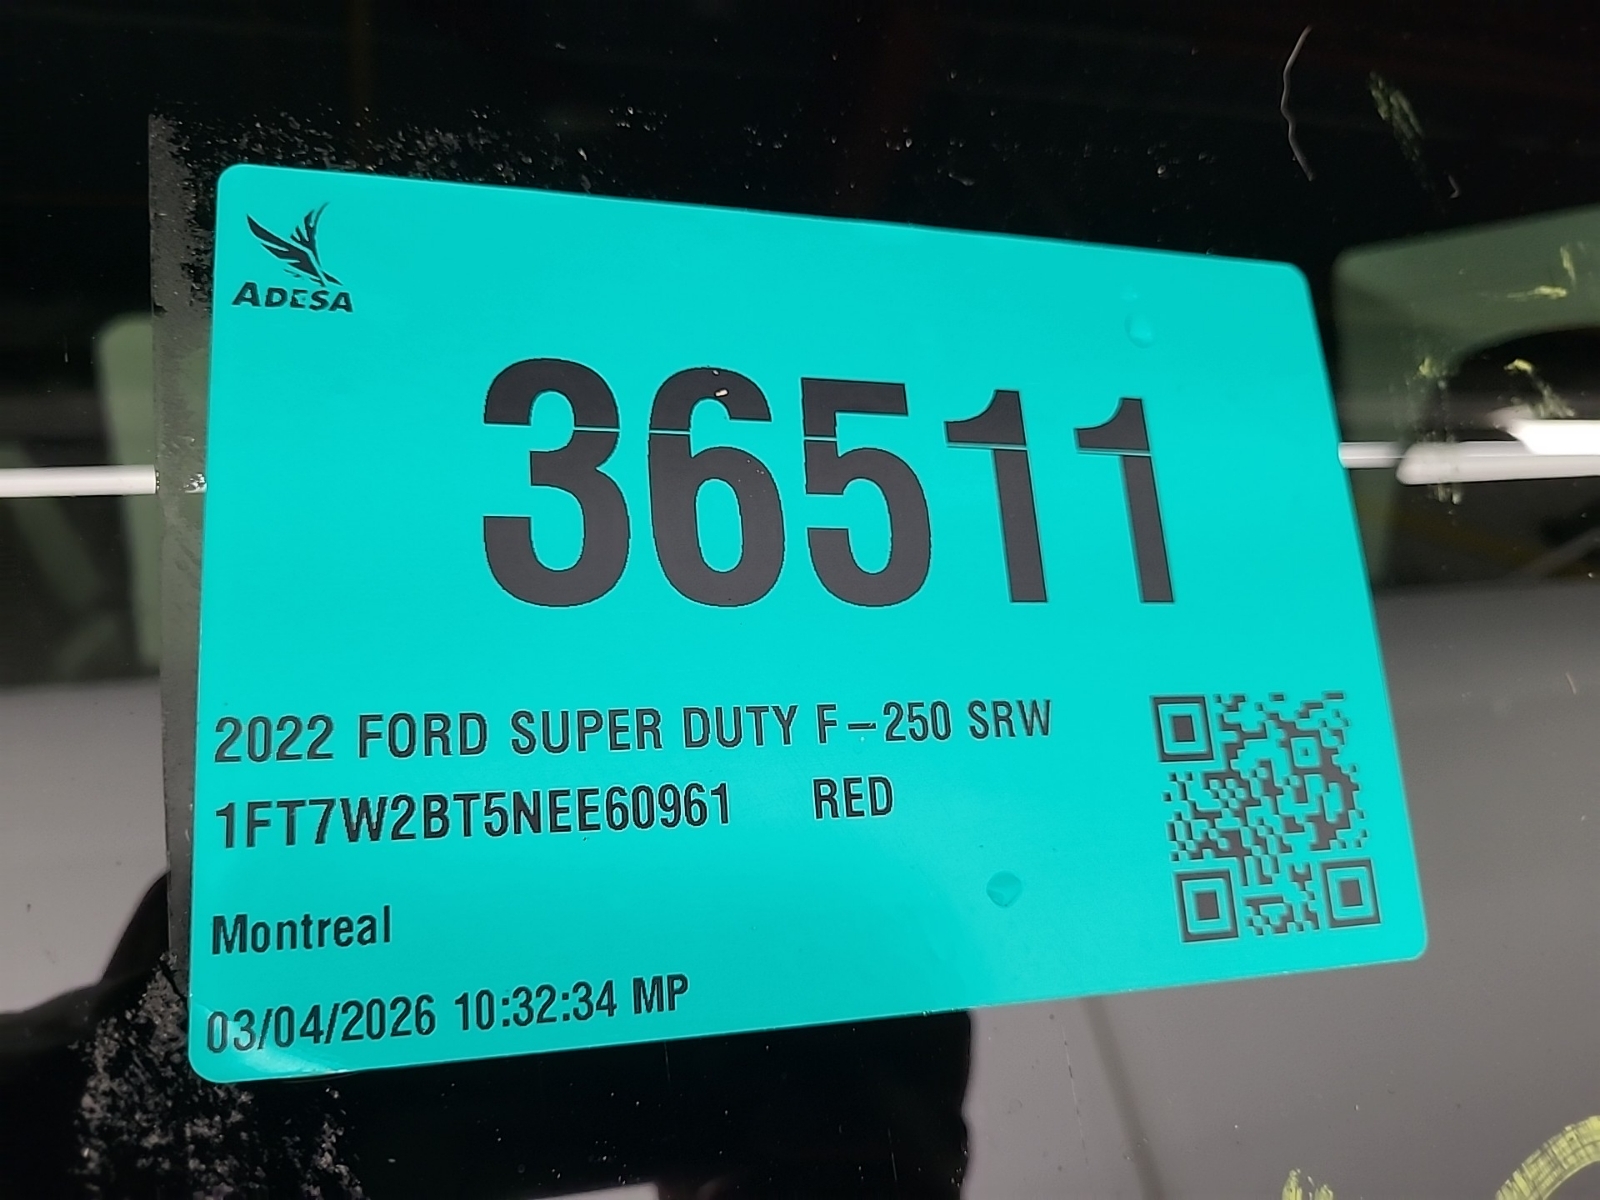 ADESA
36511
2022 FORD SUPER DUTY F-250 SRW
1FT7W2BT5NEE60961 RED
Montreal
03/04/2026 10:32:34 MP